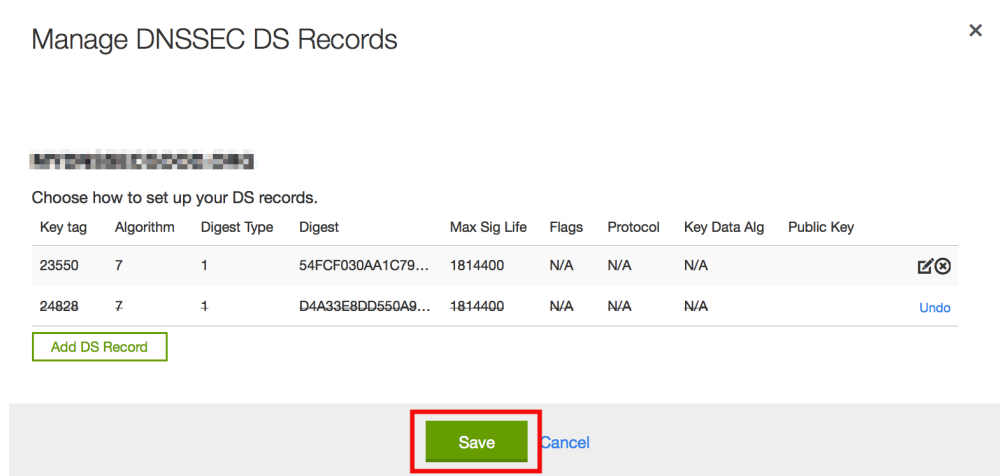 Manage DNSSEC DS Records
Choose how to set up your DS records.
Key tag Algorithm Digest Type Digest Max Sig Life Flags Protocol Key Data Alg Public Key
23550 7 1 54FCF030AA1C79... 1814400 N/A N/A N/A
24828 7 1 D4A33E8DD550A9... 1814400 N/A N/A N/A Undo
Add DS Record
Save Cancel